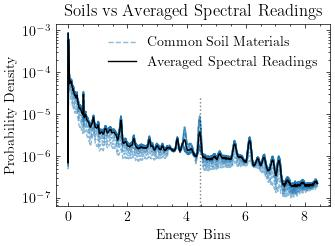 Soils vs Averaged Spectral Readings
Common Soil Materials
Averaged Spectral Readings
Probability Density
10⁻³
10⁻⁴
10⁻⁵
10⁻⁶
10⁻⁷
0 2 4 6 8
Energy Bins